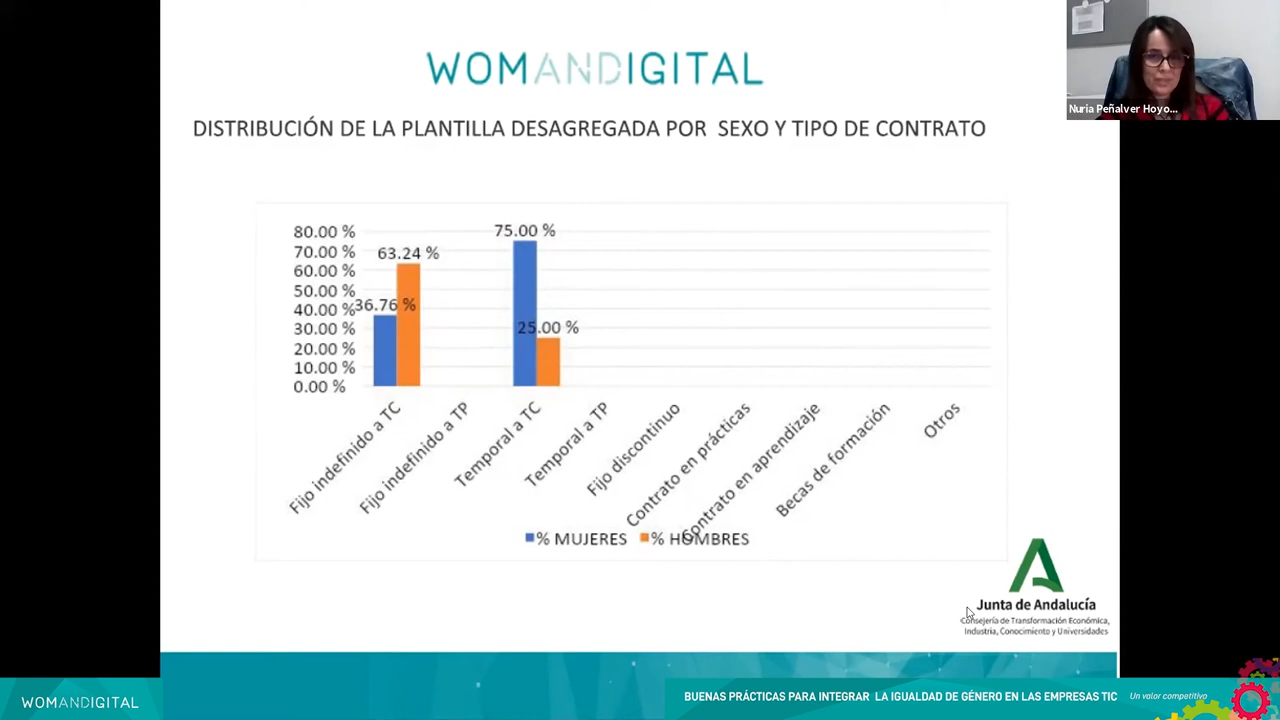 WOMANDIGITAL
Nuria Peñalver Hoyo...
DISTRIBUCIÓN DE LA PLANTILLA DESAGREGADA POR SEXO Y TIPO DE CONTRATO
80.00 %
70.00 %
60.00 %
50.00 %
40.00 %
30.00 %
20.00 %
10.00 %
0.00 %
36.76 %
63.24 %
75.00 %
25.00 %
Fijo indefinido a TC
Fijo indefinido a TP
Temporal a TC
Temporal a TP
Fijo discontinuo
Contrato en prácticas
Contrato en aprendizaje
Becas de formación
Otros
% MUJERES
% HOMBRES
Junta de Andalucía
Consejería de Transformación Económica,
Industria, Conocimiento y Universidades
WOMANDIGITAL
BUENAS PRÁCTICAS PARA INTEGRAR LA IGUALDAD DE GÉNERO EN LAS EMPRESAS TIC
Un valor competitivo